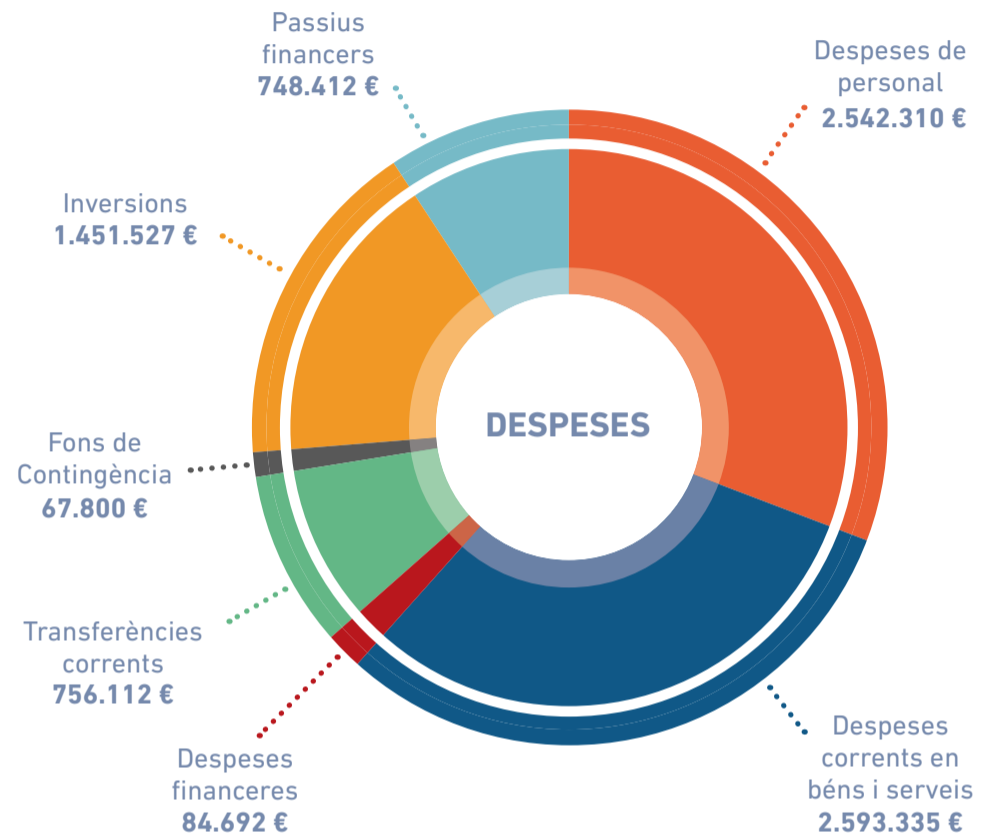 Passius
financers
748.412 €
Despeses de
personal
2.542.310 €
Inversions
1.451.527 €
DESPESES
Fons de
Contingència
67.800 €
Transferències
corrents
756.112 €
Despeses
financeres
84.692 €
Despeses
corrents en
béns i serveis
2.593.335 €